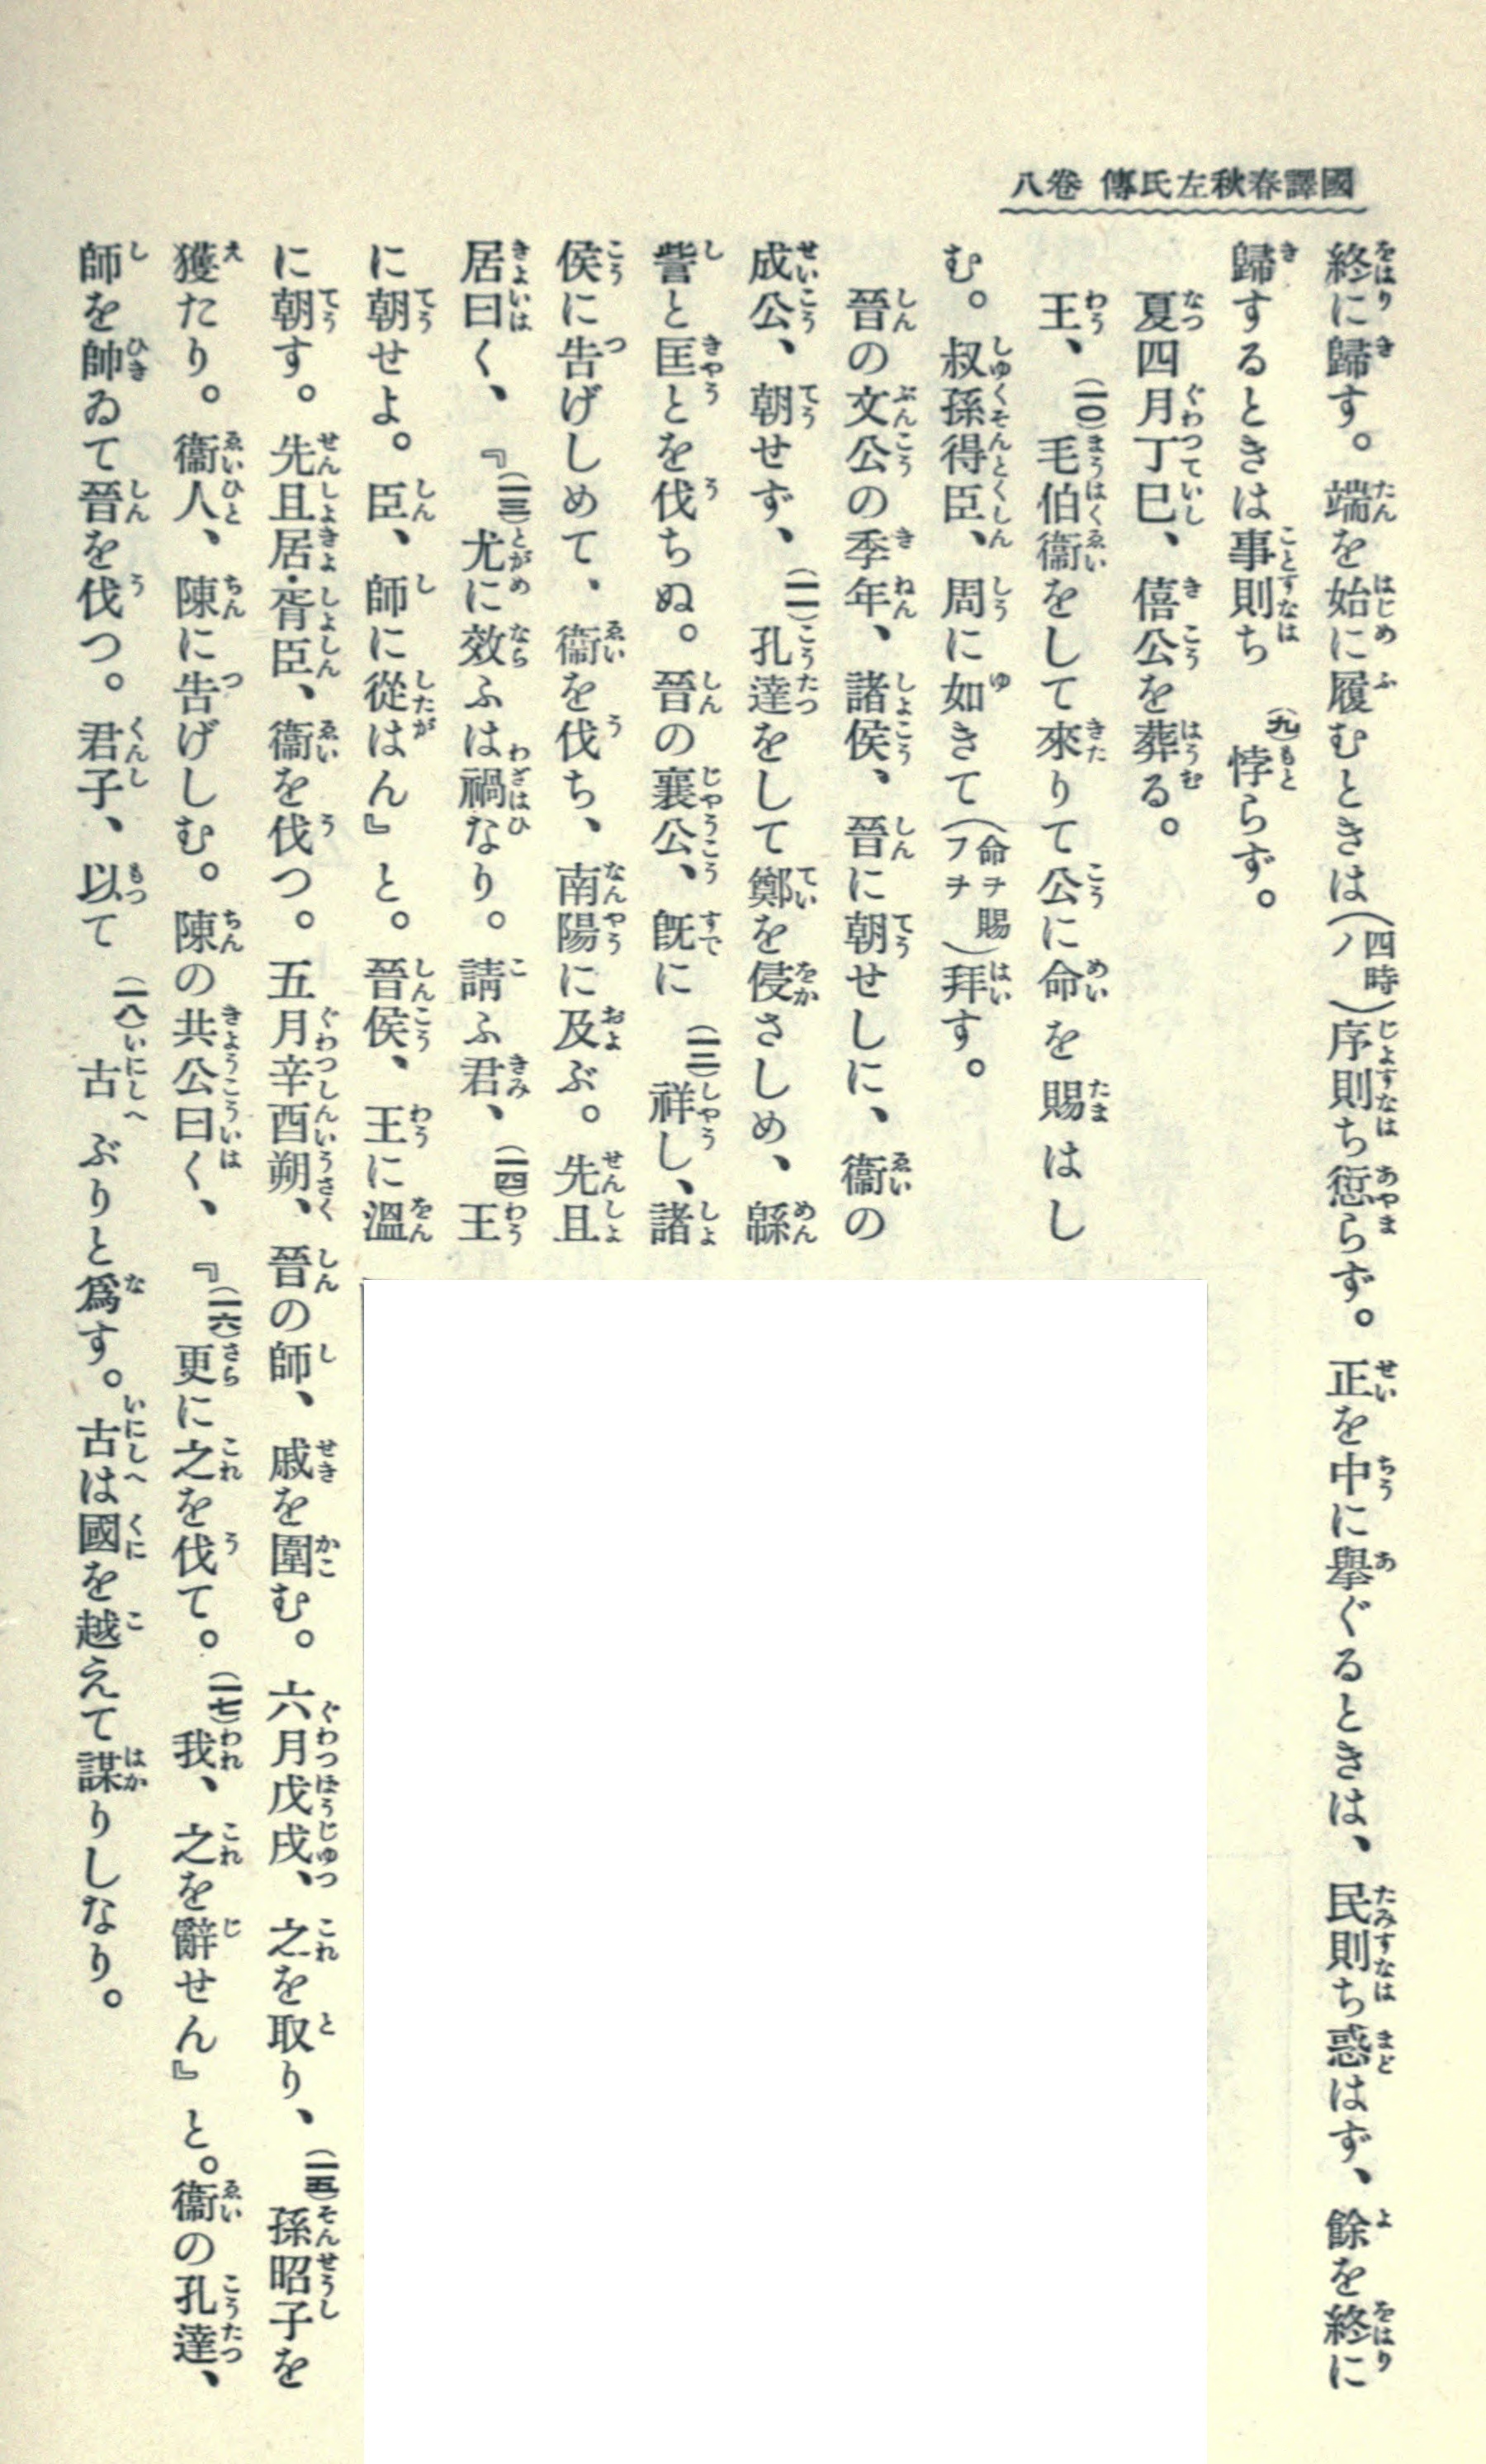 國譯春秋左氏傳 卷八
終に歸す。端を始に履むときは(四時ノ)序則ち愆らず。正を中に擧ぐるときは、民則ち惑はず、餘を終に
歸するときは事則ち(九)悖らず。
夏四月丁巳、僖公を葬る。
王、(一〇)毛伯衞をして來りて公に命を賜はし
む。叔孫得臣、周に如きて(命ヲ賜フヲ)拜す。
晉の文公の季年、諸侯、晉に朝せしに、衞の
成公、朝せず、(一一)孔達をして鄭を侵さしめ、緜
訾と匡とを伐ちぬ。晉の襄公、旣に(一二)祥し、諸
侯に告げしめて、衞を伐ち、南陽に及ぶ。先且
居曰く、『(一三)尤に效ふは禍なり。請ふ君、(一四)王
に朝せよ。臣、師に從はん』と。晉侯、王に溫
に朝す。先且居・胥臣、衞を伐つ。五月辛酉朔、晉の師、戚を圍む。六月戊戌、之を取り、(一五)孫昭子を
獲たり。衞人、陳に告げしむ。陳の共公曰く、『(一六)更に之を伐て。(一七)我、之を辭せん』と。衞の孔達、
師を帥ゐて晉を伐つ。君子、以て(一八)古ぶりと爲す。古は國を越えて謀りしなり。